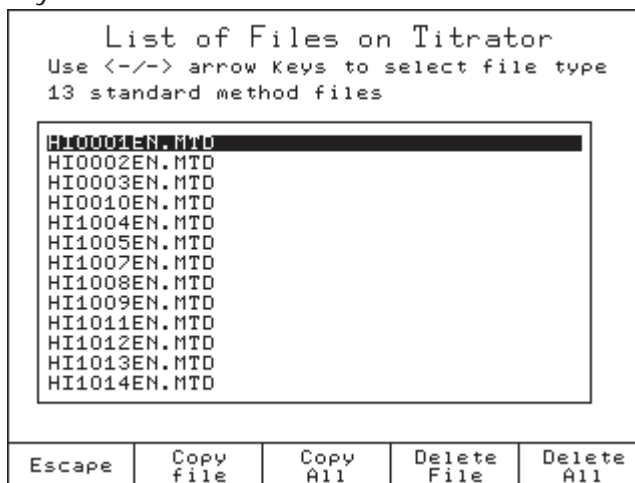 List of Files on Titrator
Use <-/-> arrow Keys to select file type
13 standard method files
HI0001EN.MTD
HI0002EN.MTD
HI0003EN.MTD
HI0010EN.MTD
HI1004EN.MTD
HI1005EN.MTD
HI1007EN.MTD
HI1008EN.MTD
HI1009EN.MTD
HI1011EN.MTD
HI1012EN.MTD
HI1013EN.MTD
HI1014EN.MTD
Escape Copy file Copy All Delete File Delete All